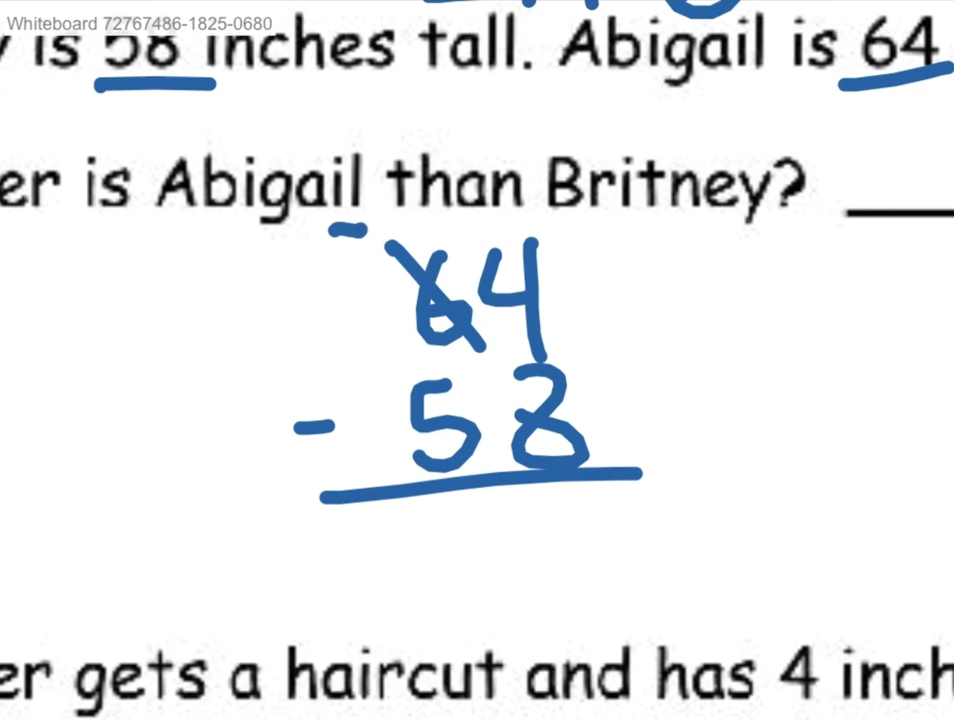 Whiteboard 72767486-1825-0680
is 58 inches tall. Abigail is 64
er is Abigail than Britney?
64
- 58
er gets a haircut and has 4 inch